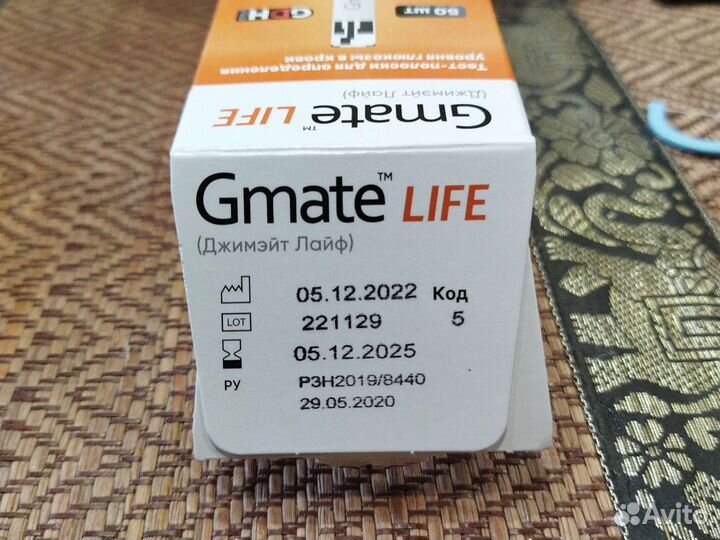 50 шт
GDH
Тест-полоски для определения
уровня глюкозы в крови
Gmate™ LIFE
(Джимэйт Лайф)
Gmate™ LIFE
(Джимэйт Лайф)
05.12.2022 Код
LOT 221129 5
05.12.2025
РУ РЗН2019/8440
29.05.2020
Avito